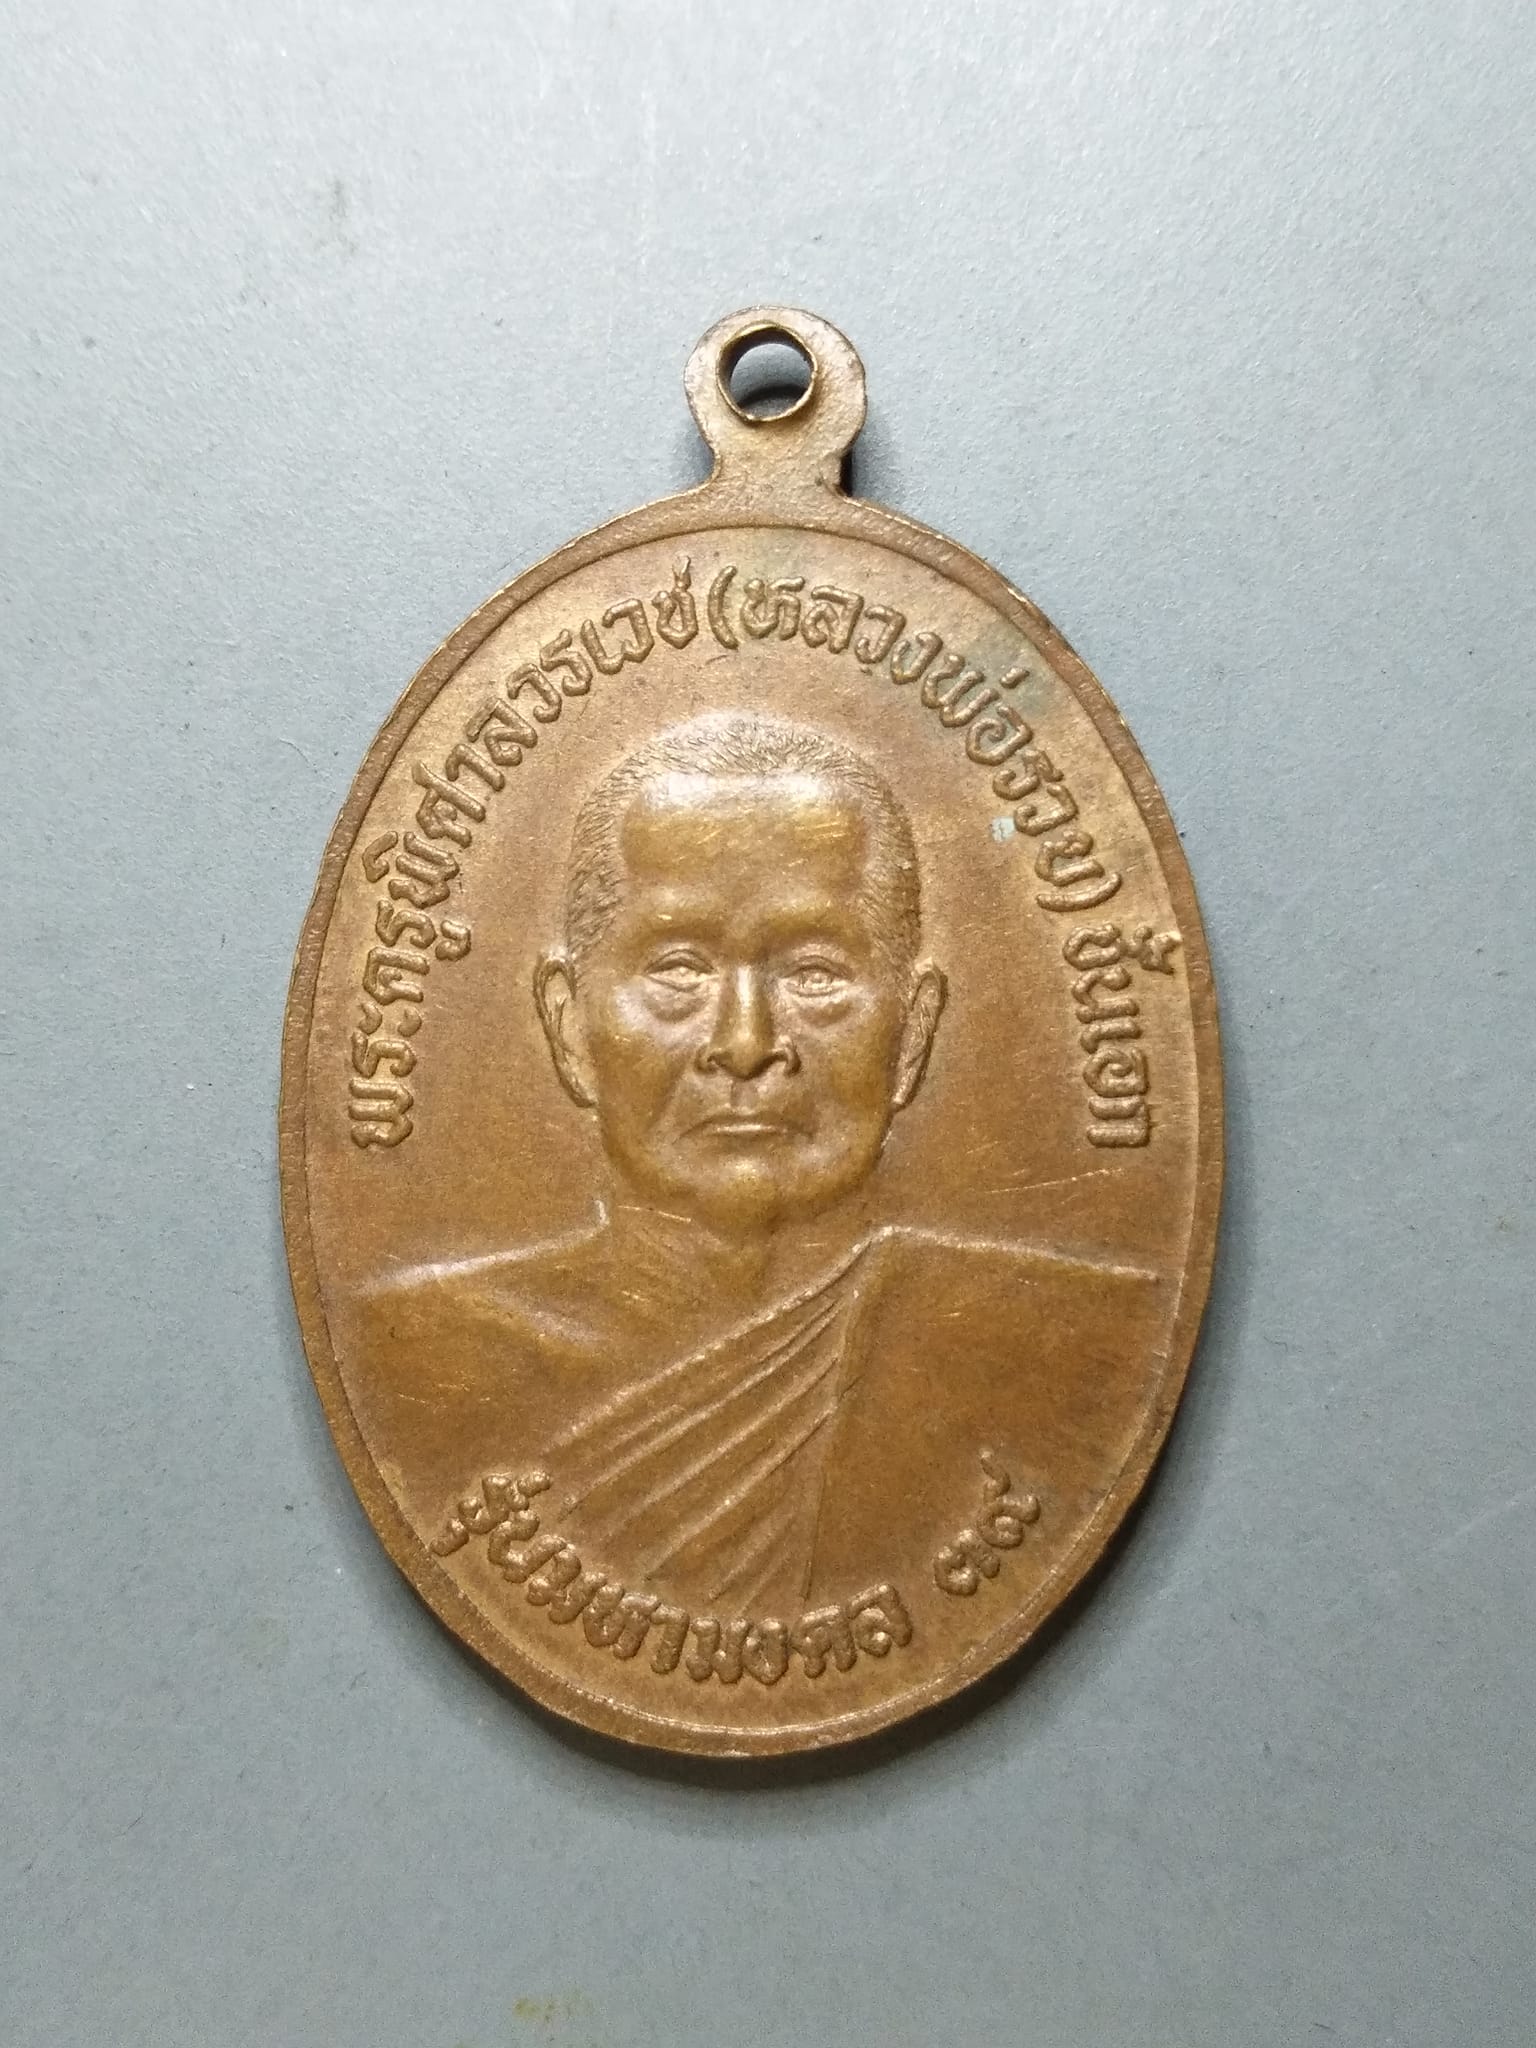 พระครูพิศาลวรเวช (หลวงพ่อรวบ) ชั้นเอก
รุ่นมหามงคล ๓๙